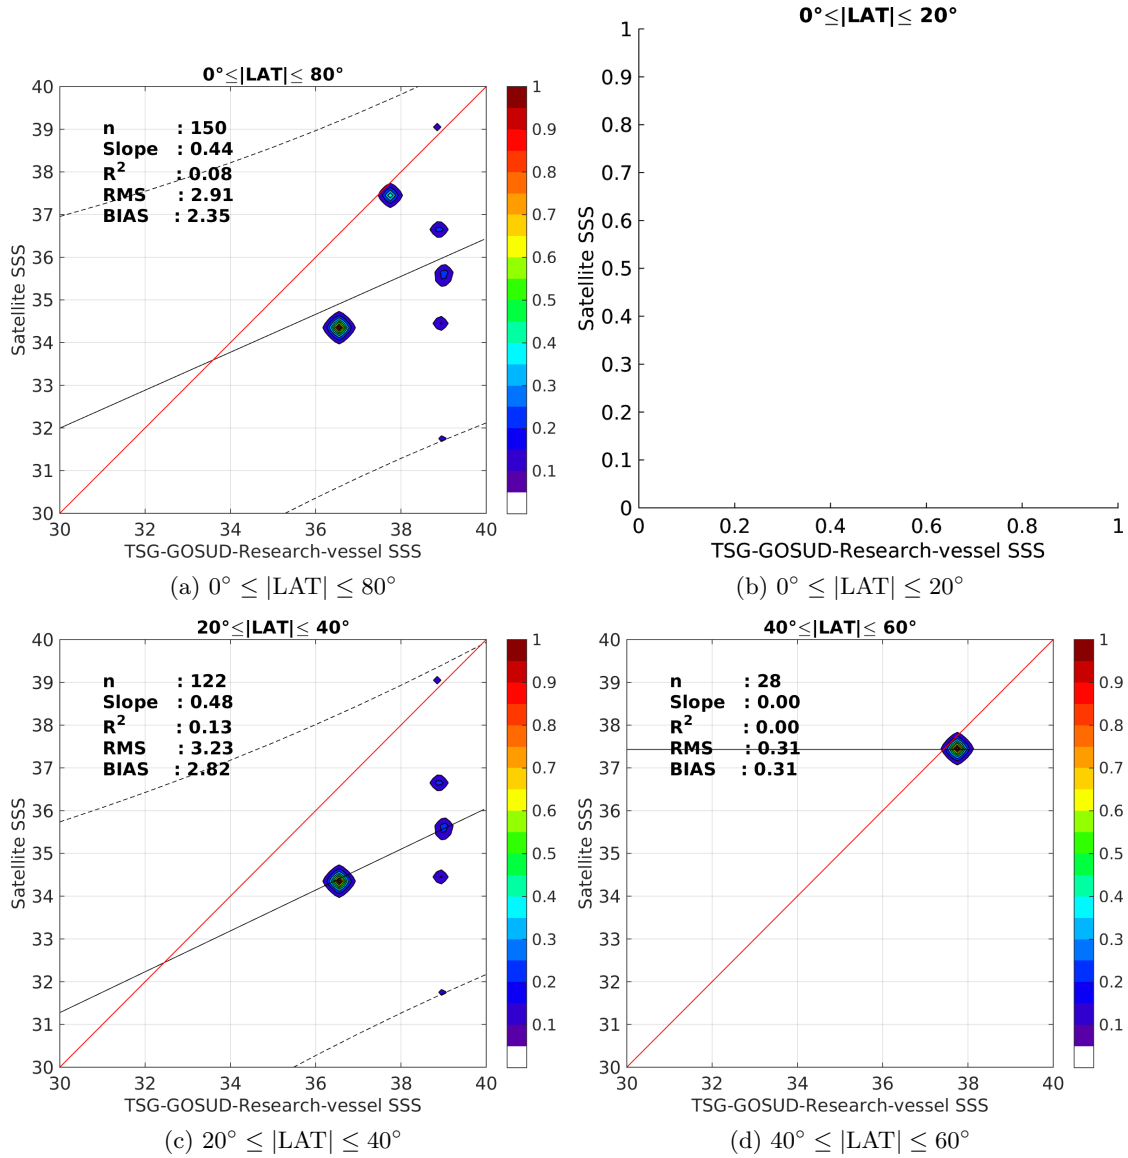 0°≤|LAT|≤ 80°
40
39
38
37
36
35
34
33
32
31
30
Satellite SSS
n : 150
Slope : 0.44
R² : 0.08
RMS : 2.91
BIAS : 2.35
1
0.9
0.8
0.7
0.6
0.5
0.4
0.3
0.2
0.1
30 32 34 36 38 40
TSG-GOSUD-Research-vessel SSS
(a) 0° ≤ |LAT| ≤ 80°
0°≤|LAT|≤ 20°
1
0.9
0.8
0.7
0.6
0.5
0.4
0.3
0.2
0.1
0
Satellite SSS
0 0.2 0.4 0.6 0.8 1
TSG-GOSUD-Research-vessel SSS
(b) 0° ≤ |LAT| ≤ 20°
20°≤|LAT|≤ 40°
40
39
38
37
36
35
34
33
32
31
30
Satellite SSS
n : 122
Slope : 0.48
R² : 0.13
RMS : 3.23
BIAS : 2.82
1
0.9
0.8
0.7
0.6
0.5
0.4
0.3
0.2
0.1
30 32 34 36 38 40
TSG-GOSUD-Research-vessel SSS
(c) 20° ≤ |LAT| ≤ 40°
40°≤|LAT|≤ 60°
40
39
38
37
36
35
34
33
32
31
30
Satellite SSS
n : 28
Slope : 0.00
R² : 0.00
RMS : 0.31
BIAS : 0.31
1
0.9
0.8
0.7
0.6
0.5
0.4
0.3
0.2
0.1
30 32 34 36 38 40
TSG-GOSUD-Research-vessel SSS
(d) 40° ≤ |LAT| ≤ 60°